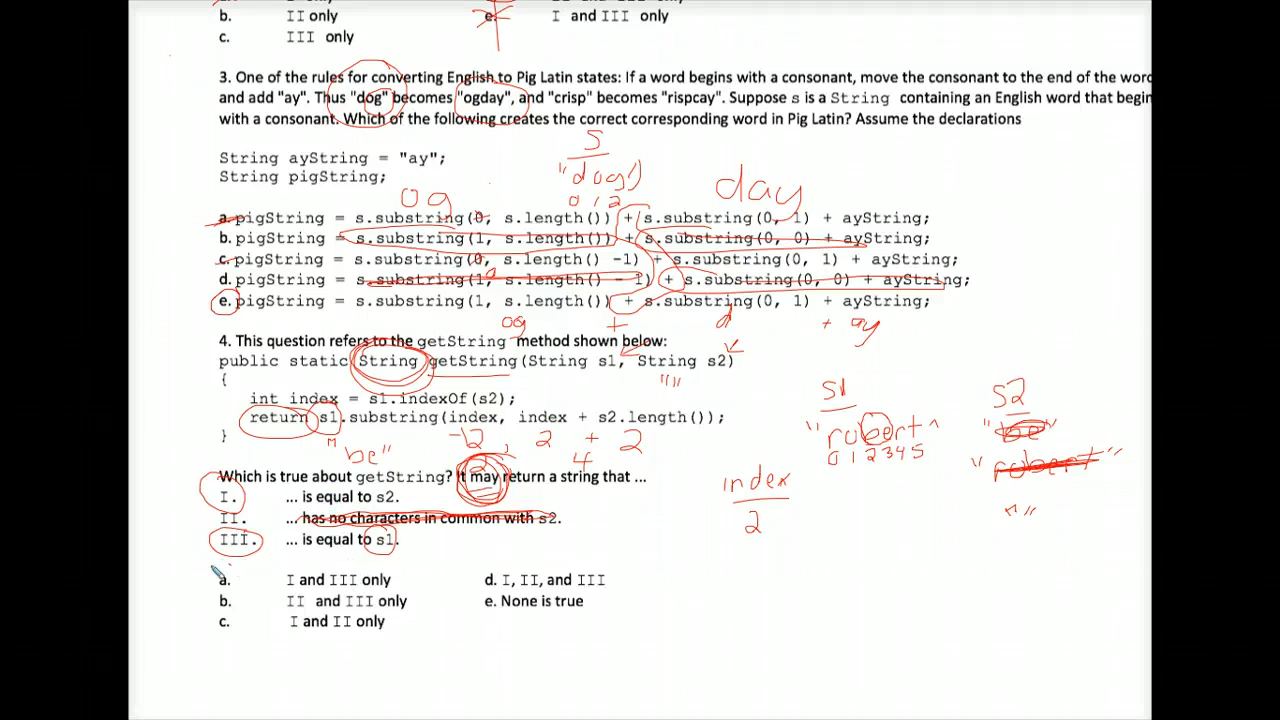 b. II only e. I and III only
c. III only
3. One of the rules for converting English to Pig Latin states: If a word begins with a consonant, move the consonant to the end of the word
and add "ay". Thus "dog" becomes "ogday", and "crisp" becomes "rispcay". Suppose s is a String containing an English word that begin
with a consonant. Which of the following creates the correct corresponding word in Pig Latin? Assume the declarations
S
"dog")
0 1 2
String ayString = "ay";
String pigString;
og
day
a. pigString = s.substring(0, s.length()) + s.substring(0, 1) + ayString;
b. pigString = s.substring(1, s.length()) + s.substring(0, 0) + ayString;
c. pigString = s.substring(0, s.length() -1) + s.substring(0, 1) + ayString;
d. pigString = s.substring(1, s.length() - 1) + s.substring(0, 0) + ayString;
e. pigString = s.substring(1, s.length()) + s.substring(0, 1) + ayString;
og + d + ay
4. This question refers to the getString method shown below:
public static String getString(String s1, String s2)
{
""
int index = s1.indexOf(s2);
return s1.substring(index, index + s2.length());
}
"be"
2, 2 + 2
4
S1
"robert"
0 1 2 3 4 5
S2
"be"
"robert"
""
index
2
Which is true about getString? It may return a string that ...
I. ... is equal to s2.
II. ... has no characters in common with s2.
III. ... is equal to s1.
a. I and III only d. I, II, and III
b. II and III only e. None is true
c. I and II only